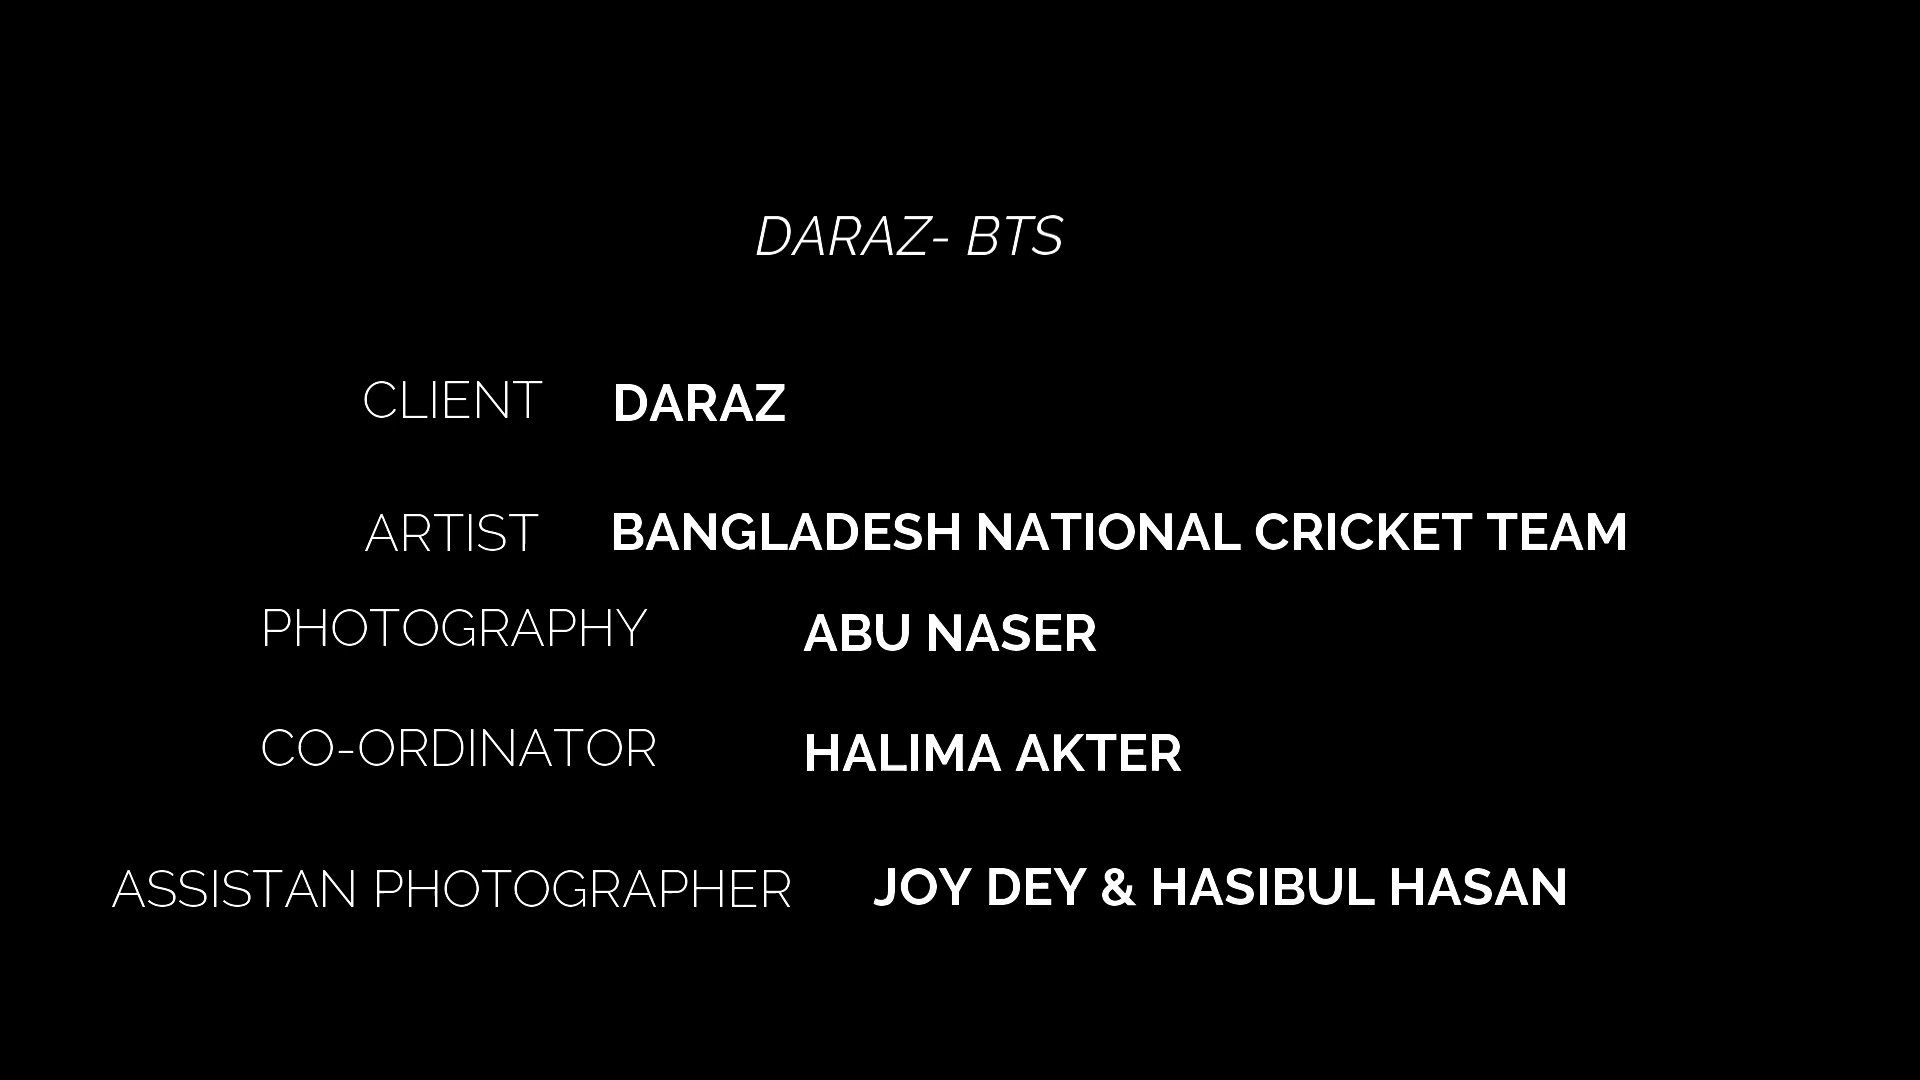 DARAZ- BTS
CLIENT DARAZ
ARTIST BANGLADESH NATIONAL CRICKET TEAM
PHOTOGRAPHY ABU NASER
CO-ORDINATOR HALIMA AKTER
ASSISTAN PHOTOGRAPHER JOY DEY & HASIBUL HASAN